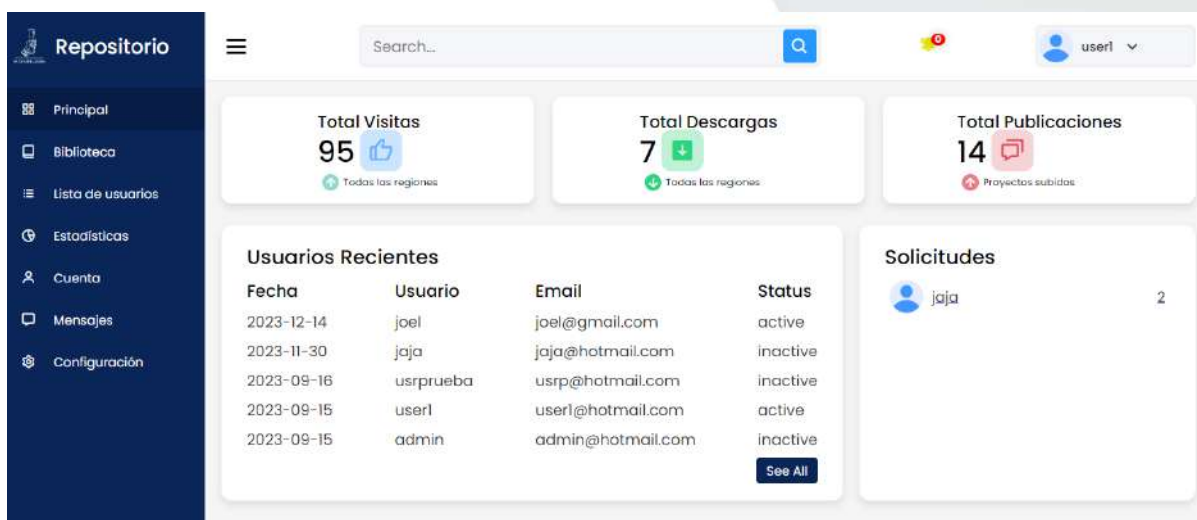 Repositorio
Search...
0
user1
Principal
Biblioteca
Lista de usuarios
Estadísticas
Cuenta
Mensajes
Configuración
Total Visitas
95
Todas las regiones
Total Descargas
7
Todas las regiones
Total Publicaciones
14
Proyectos subidos
Usuarios Recientes
Fecha Usuario Email Status
2023-12-14 joel joel@gmail.com active
2023-11-30 jaja jaja@hotmail.com inactive
2023-09-16 usrprueba usrp@hotmail.com inactive
2023-09-15 user1 user1@hotmail.com active
2023-09-15 admin admin@hotmail.com inactive
See All
Solicitudes
jaja 2